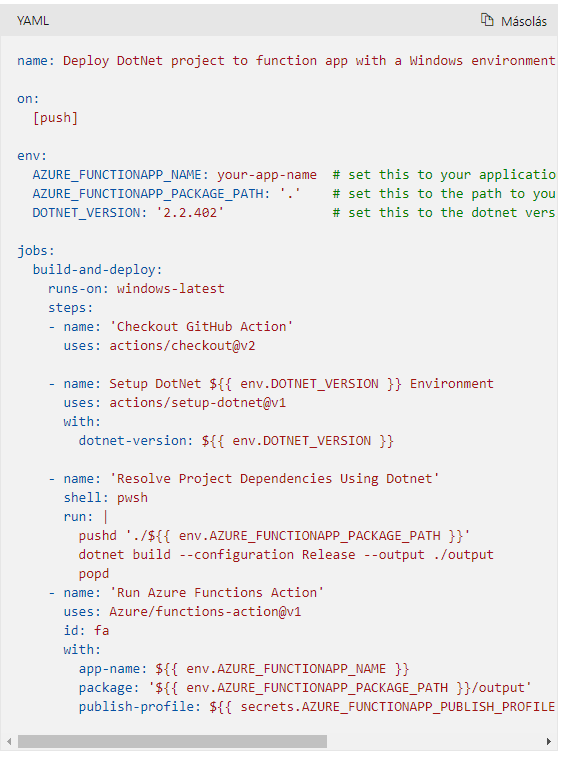 YAML
Másolás
name: Deploy DotNet project to function app with a Windows environment
on:
  [push]
env:
  AZURE_FUNCTIONAPP_NAME: your-app-name  # set this to your applicatio
  AZURE_FUNCTIONAPP_PACKAGE_PATH: '.'    # set this to the path to you
  DOTNET_VERSION: '2.2.402'              # set this to the dotnet vers
jobs:
  build-and-deploy:
    runs-on: windows-latest
    steps:
    - name: 'Checkout GitHub Action'
      uses: actions/checkout@v2
    - name: Setup DotNet ${{ env.DOTNET_VERSION }} Environment
      uses: actions/setup-dotnet@v1
      with:
        dotnet-version: ${{ env.DOTNET_VERSION }}
    - name: 'Resolve Project Dependencies Using Dotnet'
      shell: pwsh
      run: |
        pushd './${{ env.AZURE_FUNCTIONAPP_PACKAGE_PATH }}'
        dotnet build --configuration Release --output ./output
        popd
    - name: 'Run Azure Functions Action'
      uses: Azure/functions-action@v1
      id: fa
      with:
        app-name: ${{ env.AZURE_FUNCTIONAPP_NAME }}
        package: '${{ env.AZURE_FUNCTIONAPP_PACKAGE_PATH }}/output'
        publish-profile: ${{ secrets.AZURE_FUNCTIONAPP_PUBLISH_PROFILE